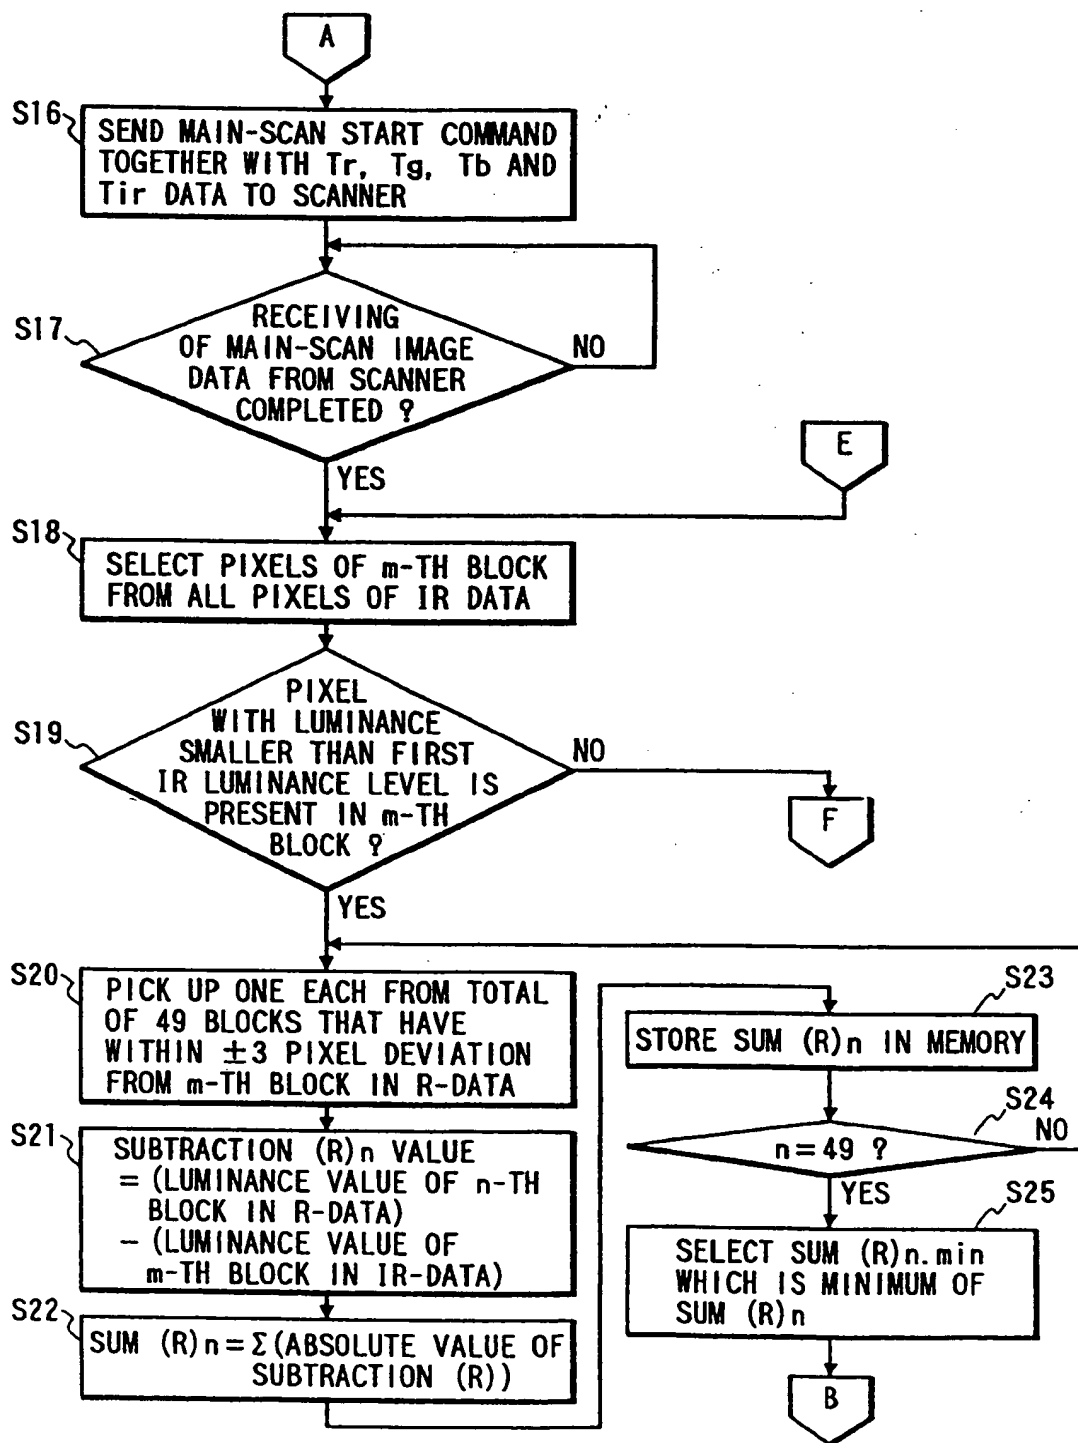 A
S16
SEND MAIN-SCAN START COMMAND
TOGETHER WITH Tr, Tg, Tb AND
Tir DATA TO SCANNER
S17
RECEIVING
OF MAIN-SCAN IMAGE
DATA FROM SCANNER
COMPLETED ?
NO
YES
E
S18
SELECT PIXELS OF m-TH BLOCK
FROM ALL PIXELS OF IR DATA
S19
PIXEL
WITH LUMINANCE
SMALLER THAN FIRST
IR LUMINANCE LEVEL IS
PRESENT IN m-TH
BLOCK ?
NO
F
YES
S20
PICK UP ONE EACH FROM TOTAL
OF 49 BLOCKS THAT HAVE
WITHIN ±3 PIXEL DEVIATION
FROM m-TH BLOCK IN R-DATA
S21
SUBTRACTION (R)n VALUE
= (LUMINANCE VALUE OF n-TH
BLOCK IN R-DATA)
- (LUMINANCE VALUE OF
m-TH BLOCK IN IR-DATA)
S22
SUM (R)n=Σ(ABSOLUTE VALUE OF
SUBTRACTION (R))
S23
STORE SUM (R)n IN MEMORY
S24
n=49 ?
NO
YES
S25
SELECT SUM (R)n.min
WHICH IS MINIMUM OF
SUM (R)n
B